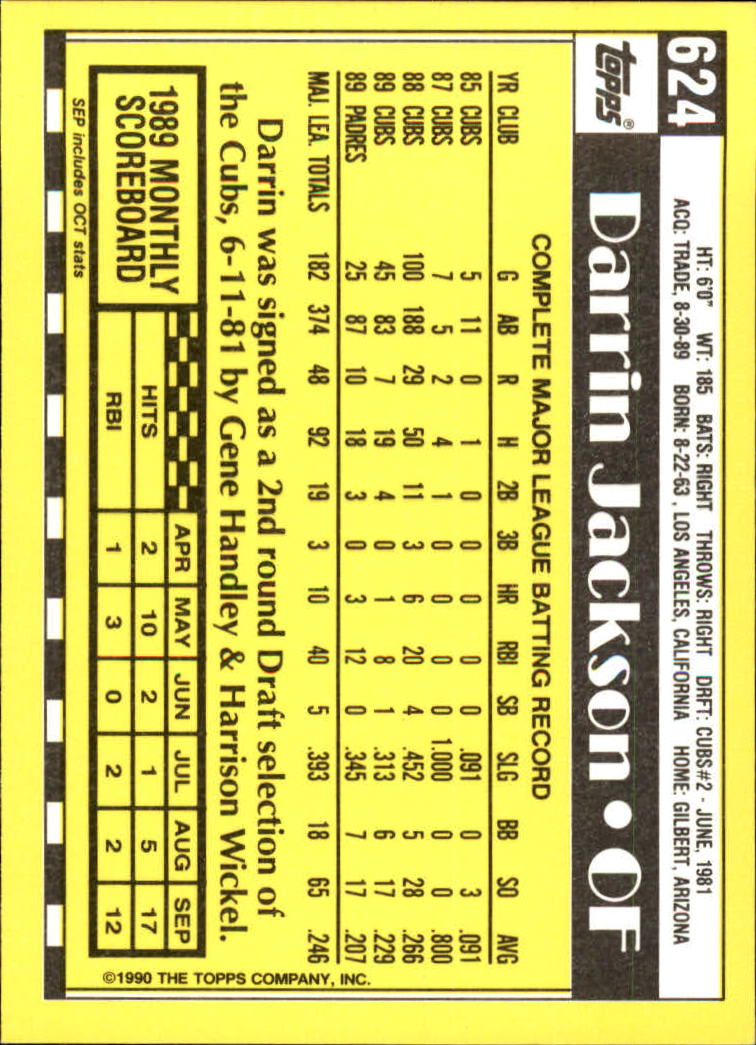 624
HT: 6'0" WT: 185 BATS: RIGHT THROWS: RIGHT DRFT: CUBS#2 - JUNE, 1981
ACQ: TRADE, 8-30-89 BORN: 8-22-63, LOS ANGELES, CALIFORNIA HOME: GILBERT, ARIZONA
topps® Darrin Jackson • OF
COMPLETE MAJOR LEAGUE BATTING RECORD
YR CLUB G AB R H 2B 3B HR RBI SB SLG BB SO AVG
85 CUBS 5 11 0 1 0 0 0 0 0 .091 0 3 .091
87 CUBS 7 5 2 4 1 0 0 0 0 1.000 0 0 .800
88 CUBS 100 188 29 50 11 3 6 20 4 .452 5 28 .266
89 CUBS 45 83 7 19 4 0 1 8 1 .313 6 17 .229
89 PADRES 25 87 10 18 3 0 3 12 0 .345 7 17 .207
MAJ. LEA. TOTALS 182 374 48 92 19 3 10 40 5 .393 18 65 .246
Darrin was signed as a 2nd round Draft selection of
the Cubs, 6-11-81 by Gene Handley & Harrison Wickel.
1989 MONTHLY
SCOREBOARD
APR MAY JUN JUL AUG SEP
HITS 2 10 2 1 5 17
RBI 1 3 0 2 2 12
SEP includes OCT stats
©1990 THE TOPPS COMPANY, INC.